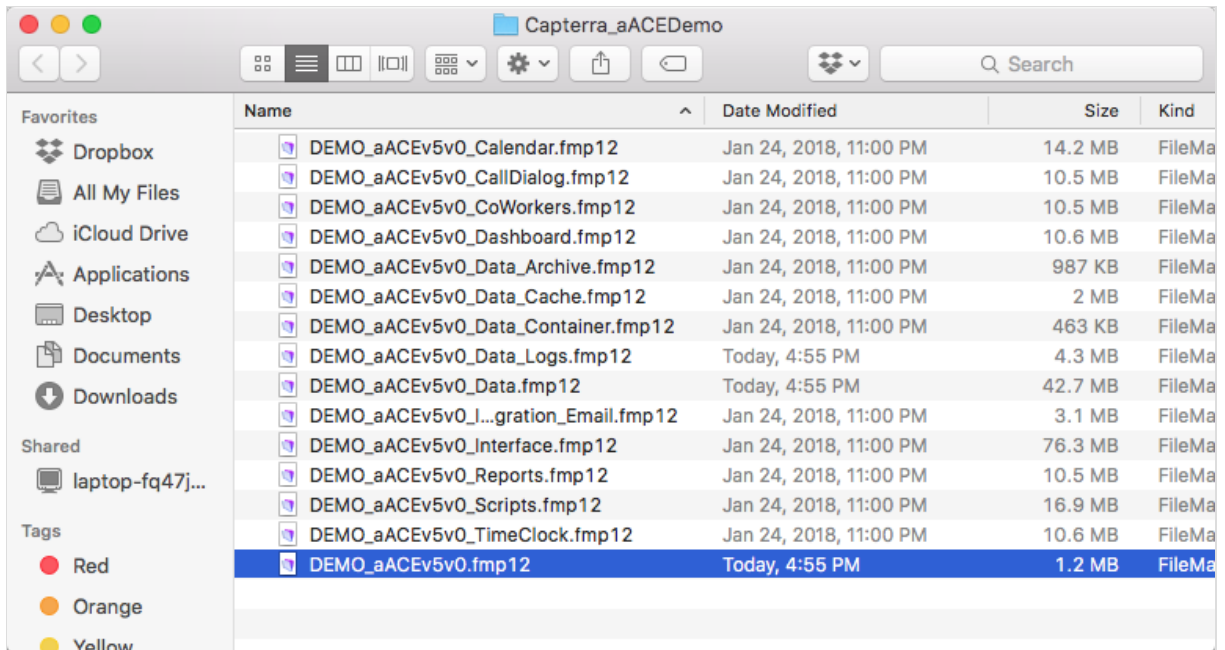 Capterra_aACEDemo
Search
Favorites
Dropbox
All My Files
iCloud Drive
Applications
Desktop
Documents
Downloads
Shared
laptop-fq47j...
Tags
Red
Orange
Yellow
Name Date Modified Size Kind
DEMO_aACEv5v0_Calendar.fmp12 Jan 24, 2018, 11:00 PM 14.2 MB FileMa
DEMO_aACEv5v0_CallDialog.fmp12 Jan 24, 2018, 11:00 PM 10.5 MB FileMa
DEMO_aACEv5v0_CoWorkers.fmp12 Jan 24, 2018, 11:00 PM 10.5 MB FileMa
DEMO_aACEv5v0_Dashboard.fmp12 Jan 24, 2018, 11:00 PM 10.6 MB FileMa
DEMO_aACEv5v0_Data_Archive.fmp12 Jan 24, 2018, 11:00 PM 987 KB FileMa
DEMO_aACEv5v0_Data_Cache.fmp12 Jan 24, 2018, 11:00 PM 2 MB FileMa
DEMO_aACEv5v0_Data_Container.fmp12 Jan 24, 2018, 11:00 PM 463 KB FileMa
DEMO_aACEv5v0_Data_Logs.fmp12 Today, 4:55 PM 4.3 MB FileMa
DEMO_aACEv5v0_Data.fmp12 Today, 4:55 PM 42.7 MB FileMa
DEMO_aACEv5v0_I...gration_Email.fmp12 Jan 24, 2018, 11:00 PM 3.1 MB FileMa
DEMO_aACEv5v0_Interface.fmp12 Jan 24, 2018, 11:00 PM 76.3 MB FileMa
DEMO_aACEv5v0_Reports.fmp12 Jan 24, 2018, 11:00 PM 10.5 MB FileMa
DEMO_aACEv5v0_Scripts.fmp12 Jan 24, 2018, 11:00 PM 16.9 MB FileMa
DEMO_aACEv5v0_TimeClock.fmp12 Jan 24, 2018, 11:00 PM 10.6 MB FileMa
DEMO_aACEv5v0.fmp12 Today, 4:55 PM 1.2 MB FileMa